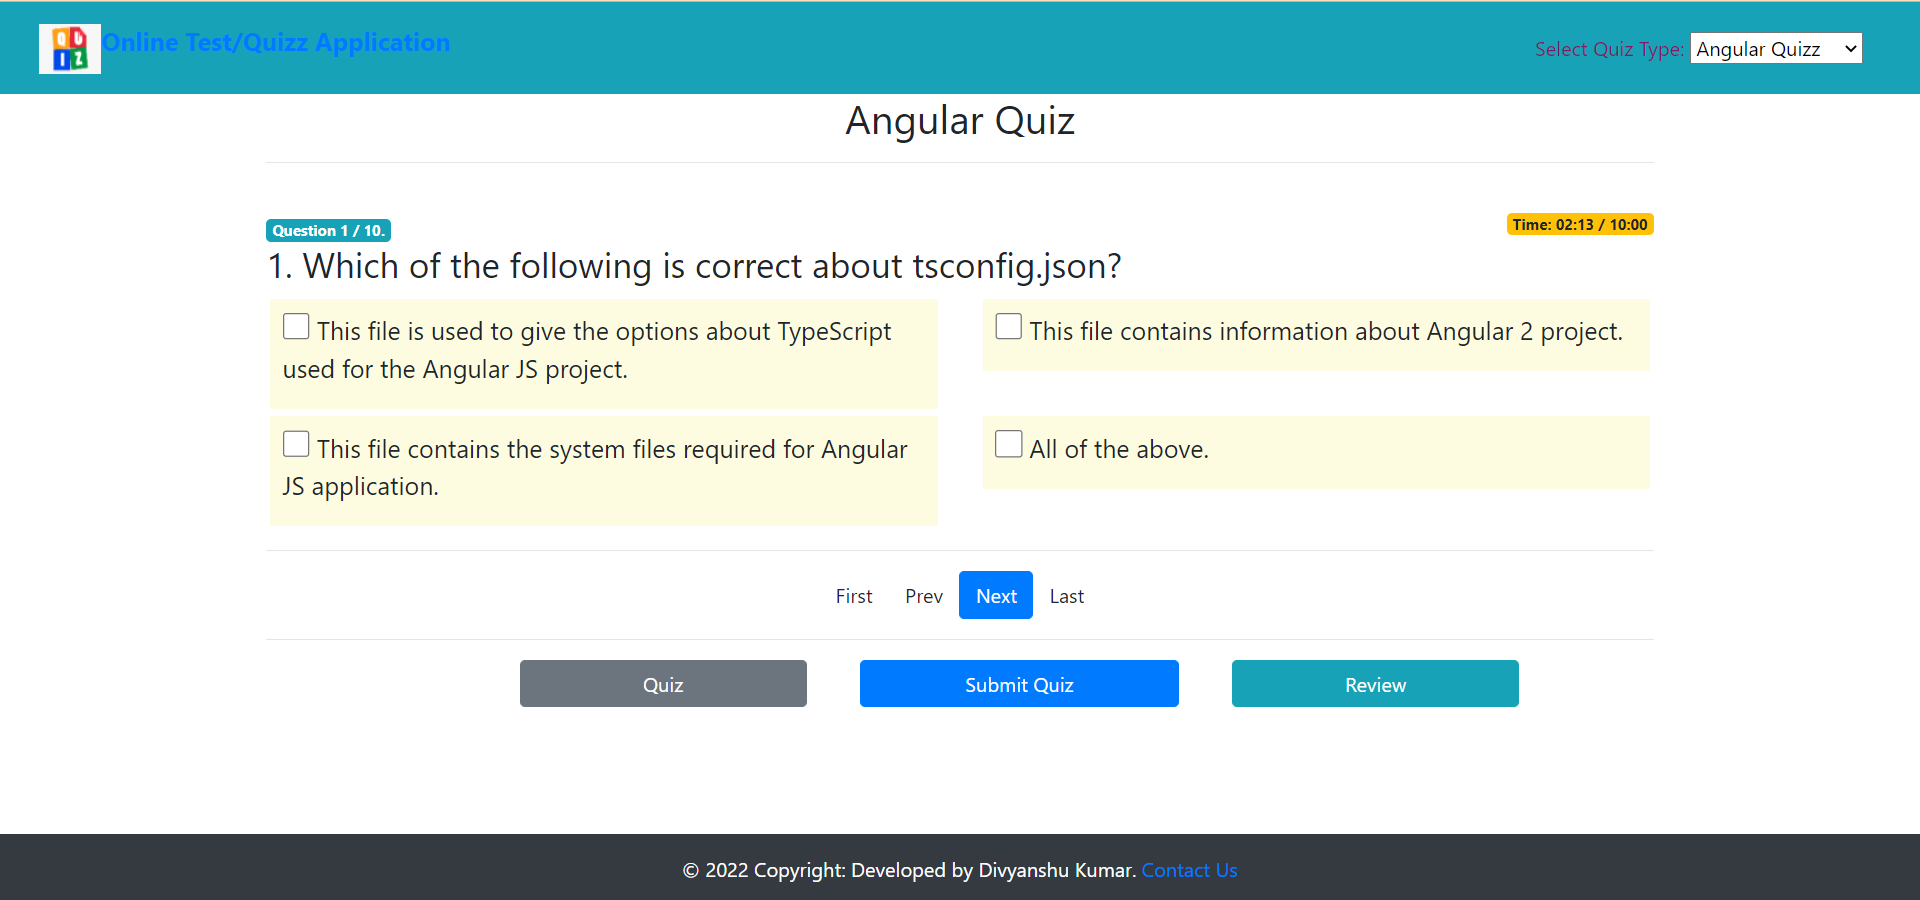 QUIZ
Online Test/Quizz Application
Select Quiz Type: Angular Quizz
Angular Quiz
Question 1 / 10.
Time: 02:13 / 10:00
1. Which of the following is correct about tsconfig.json?
This file is used to give the options about TypeScript
used for the Angular JS project.
This file contains information about Angular 2 project.
This file contains the system files required for Angular
JS application.
All of the above.
First Prev Next Last
Quiz Submit Quiz Review
© 2022 Copyright: Developed by Divyanshu Kumar. Contact Us